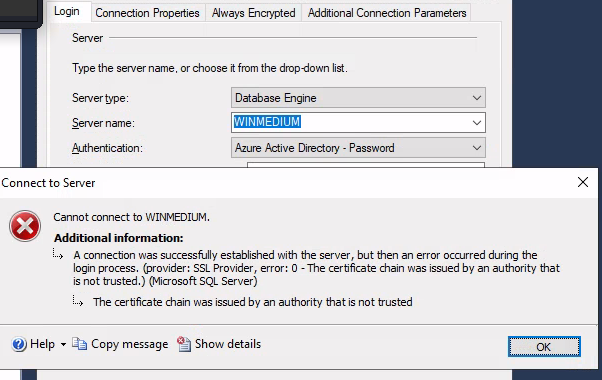 Login Connection Properties Always Encrypted Additional Connection Parameters
Server
Type the server name, or choose it from the drop-down list.
Server type: Database Engine
Server name: WINMEDIUM
Authentication: Azure Active Directory - Password
Connect to Server
Cannot connect to WINMEDIUM.
Additional information:
A connection was successfully established with the server, but then an error occurred during the
login process. (provider: SSL Provider, error: 0 - The certificate chain was issued by an authority that
is not trusted.) (Microsoft SQL Server)
The certificate chain was issued by an authority that is not trusted
Help Copy message Show details OK